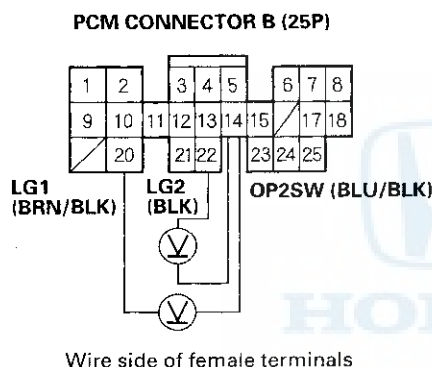 PCM CONNECTOR B (25P)
1 2 3 4 5 6 7 8
9 10 11 12 13 14 15 17 18
20 21 22 23 24 25
LG1 LG2 OP2SW (BLU/BLK)
(BRN/BLK) (BLK)
V
V
HON
Wire side of female terminals